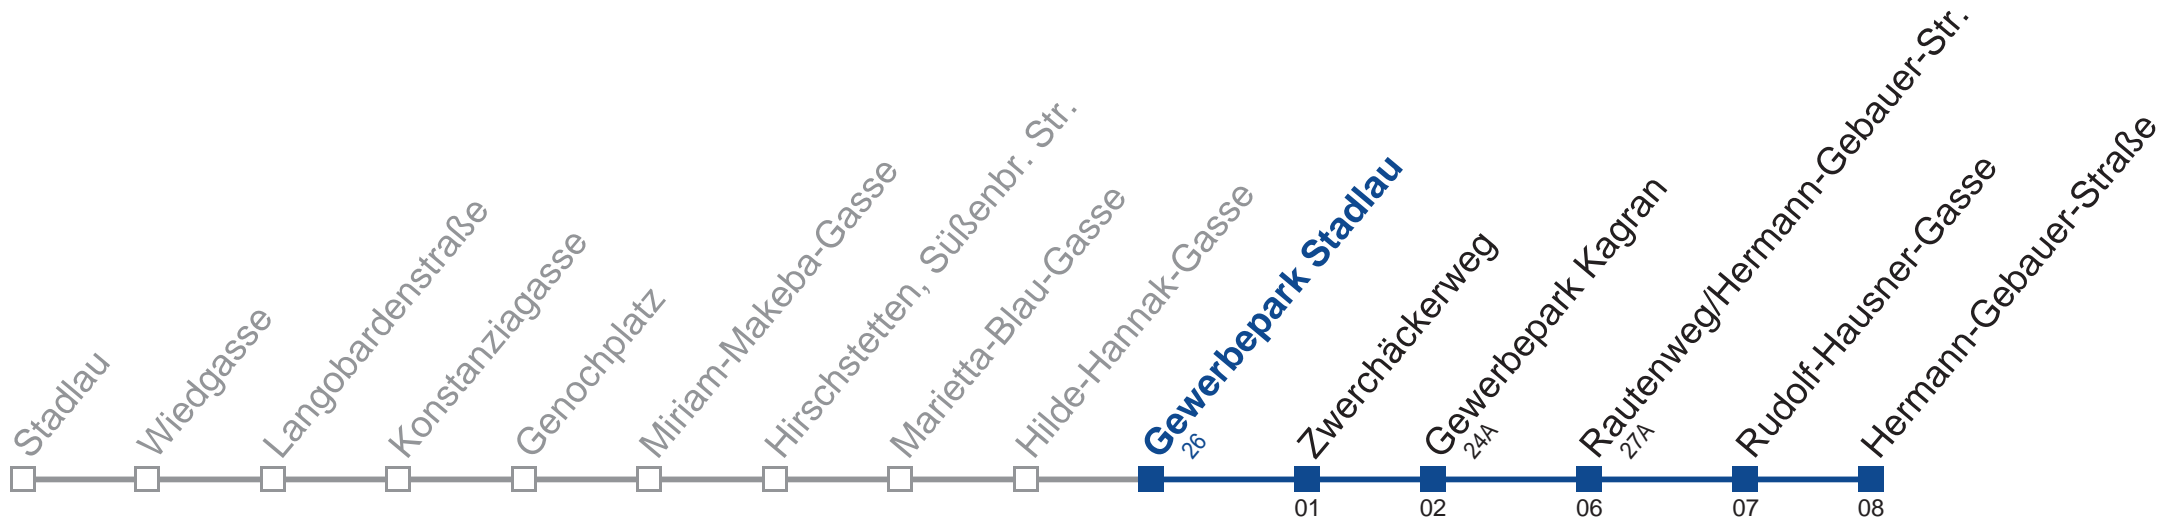 Stadlau
Wiedgasse
Langobardenstraße
Konstanziagasse
Genochplatz
Miriam-Makeba-Gasse
Hirschstetten, Süßenbr. Str.
Marietta-Blau-Gasse
Hilde-Hannak-Gasse
Gewerbepark Stadlau
26
Zwerchäckerweg
Gewerbepark Kagran
24A
Rautenweg/Hermann-Gebauer-Str.
27A
Rudolf-Hausner-Gasse
Hermann-Gebauer-Straße
01 02 06 07 08